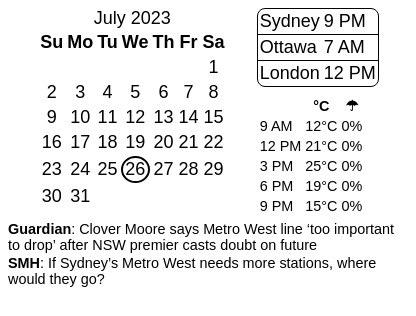 July 2023
Su Mo Tu We Th Fr Sa
1
2 3 4 5 6 7 8
9 10 11 12 13 14 15
16 17 18 19 20 21 22
23 24 25 26 27 28 29
30 31
Sydney 9 PM
Ottawa 7 AM
London 12 PM
°C ☂
9 AM 12°C 0%
12 PM 21°C 0%
3 PM 25°C 0%
6 PM 19°C 0%
9 PM 15°C 0%
Guardian: Clover Moore says Metro West line ‘too important
to drop’ after NSW premier casts doubt on future
SMH: If Sydney’s Metro West needs more stations, where
would they go?